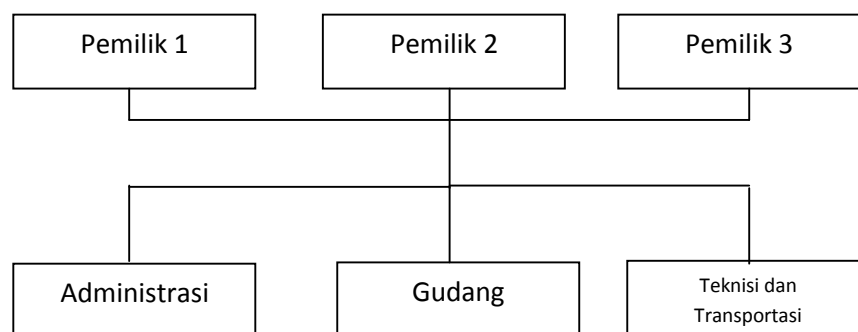 Pemilik 1
Pemilik 2
Pemilik 3
Administrasi
Gudang
Teknisi dan
Transportasi